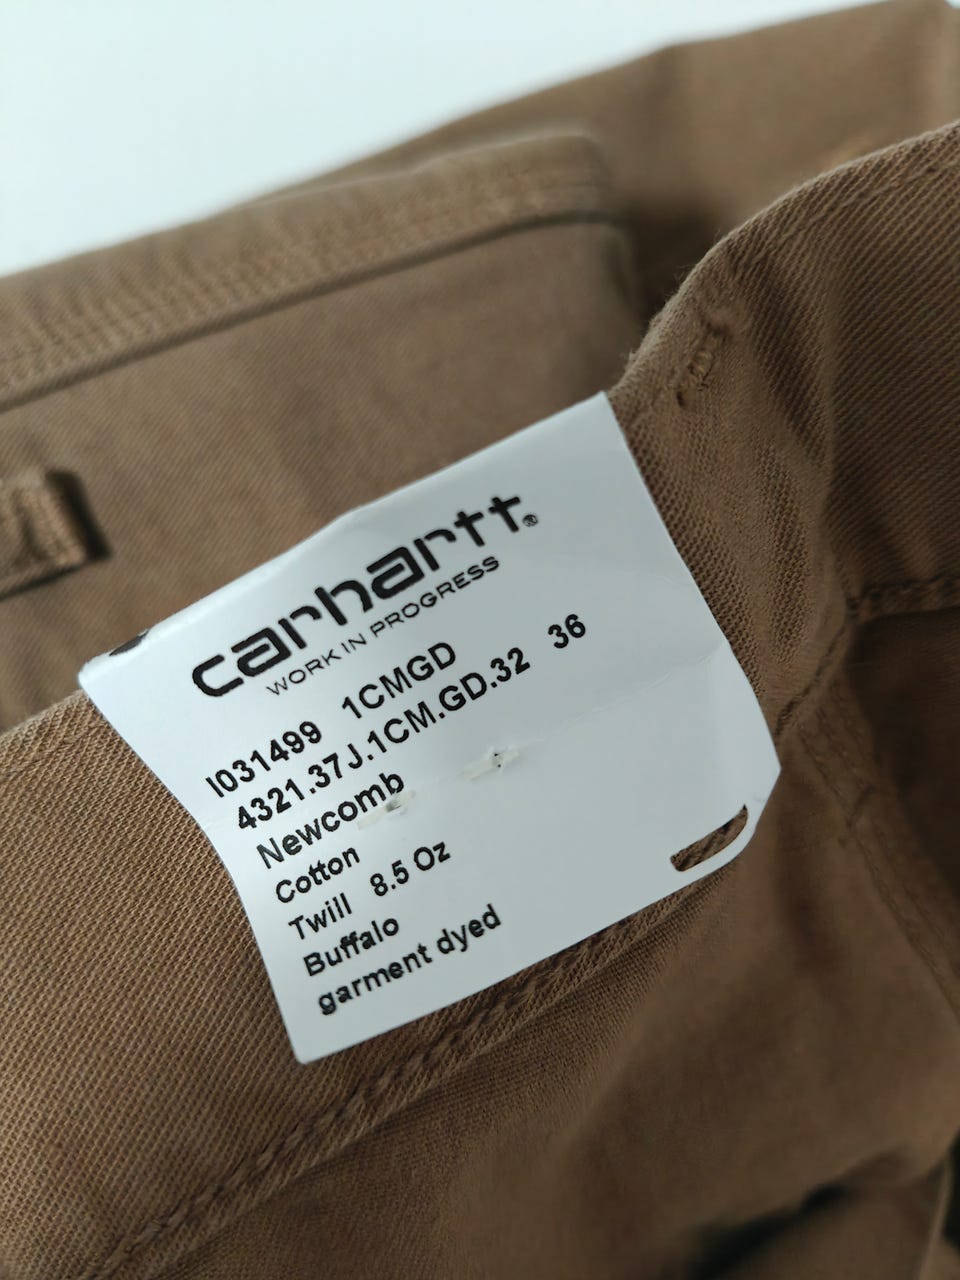 carhartt®
WORK IN PROGRESS
I031499 1CMGD
4321.37J.1CM.GD.32 36
Newcomb
Cotton
Twill 8.5 Oz
Buffalo
garment dyed